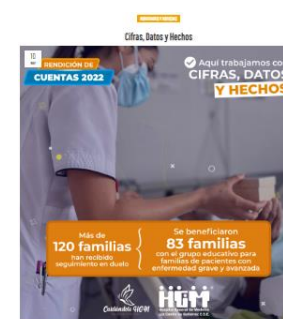 Cifras, Datos y Hechos
10
RENDICIÓN DE
CUENTAS 2022
Aquí trabajamos co
CIFRAS, DATOS
Y HECHOS
Más de
120 familias
han recibido
seguimiento en duelo
Se beneficiaron
83 familias
con el grupo educativo para
familias de pacientes con
enfermedad grave y avanzada
Cuidándote HGM
HGM